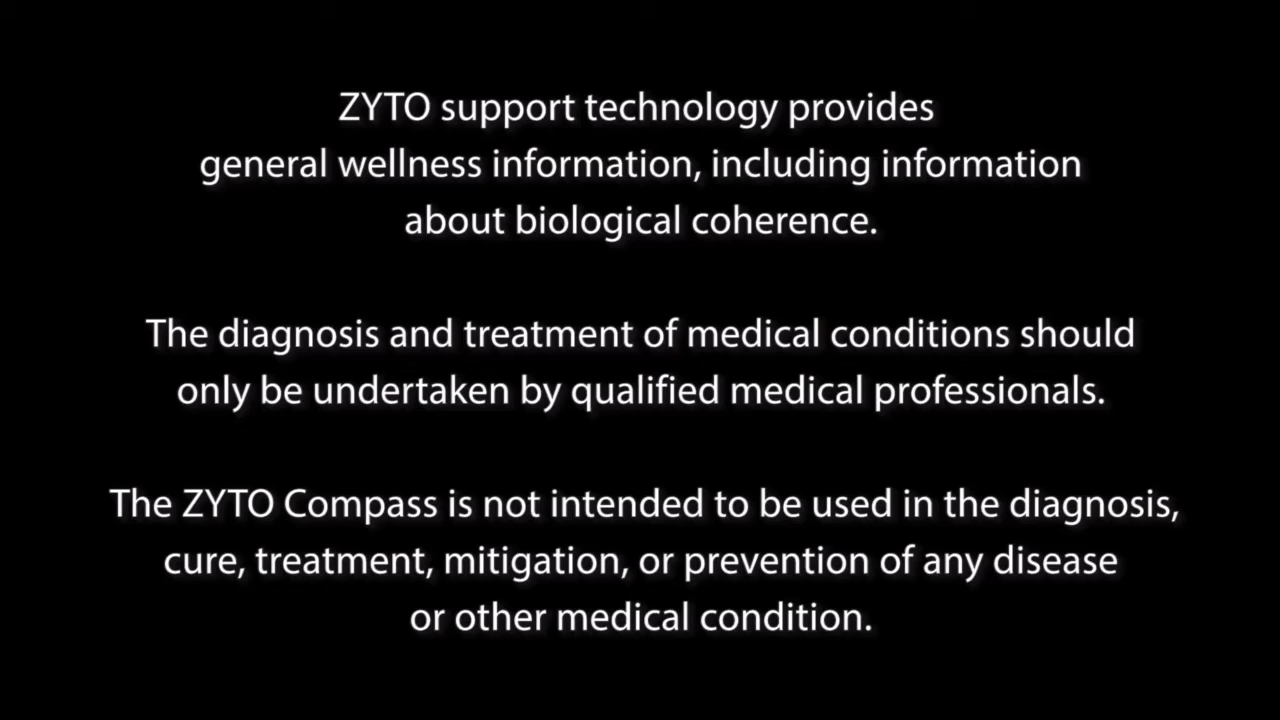 ZYTO support technology provides
general wellness information, including information
about biological coherence.
The diagnosis and treatment of medical conditions should
only be undertaken by qualified medical professionals.
The ZYTO Compass is not intended to be used in the diagnosis,
cure, treatment, mitigation, or prevention of any disease
or other medical condition.